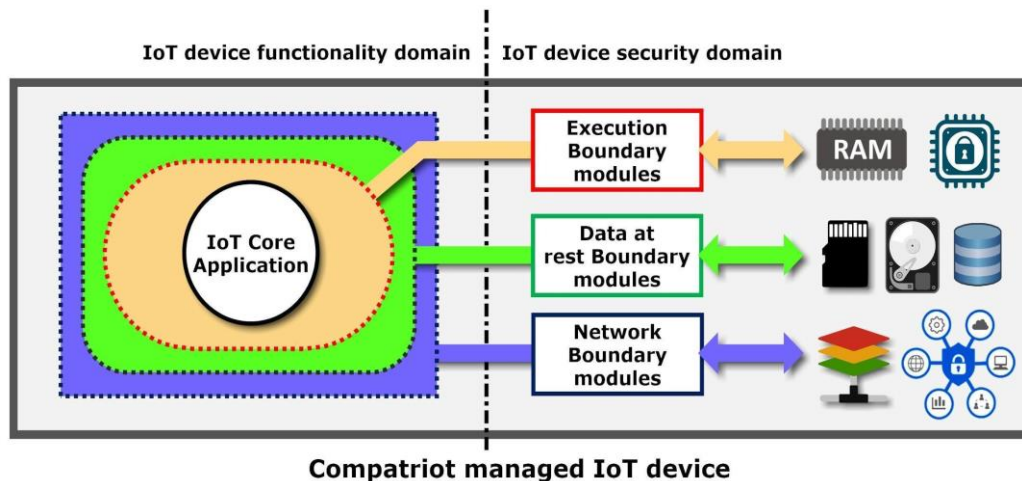 IoT device functionality domain
IoT device security domain
IoT Core
Application
Execution
Boundary
modules
RAM
Data at
rest Boundary
modules
Network
Boundary
modules
Compatriot managed IoT device